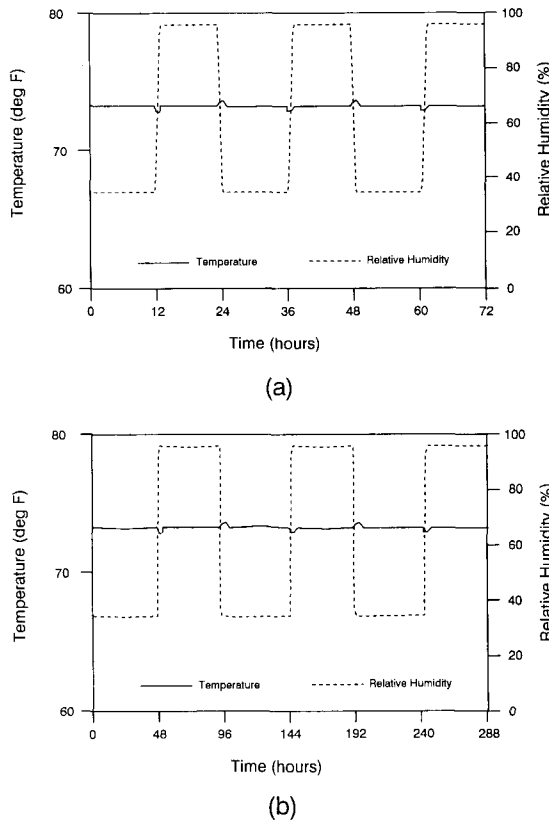 80
70
60
Temperature (deg F)
100
80
60
40
20
0
Relative Humidity (%)
Temperature
Relative Humidity
0 12 24 36 48 60 72
Time (hours)
(a)
80
70
60
Temperature (deg F)
100
80
60
40
20
0
Relative Humidity (%)
Temperature
Relative Humidity
0 48 96 144 192 240 288
Time (hours)
(b)